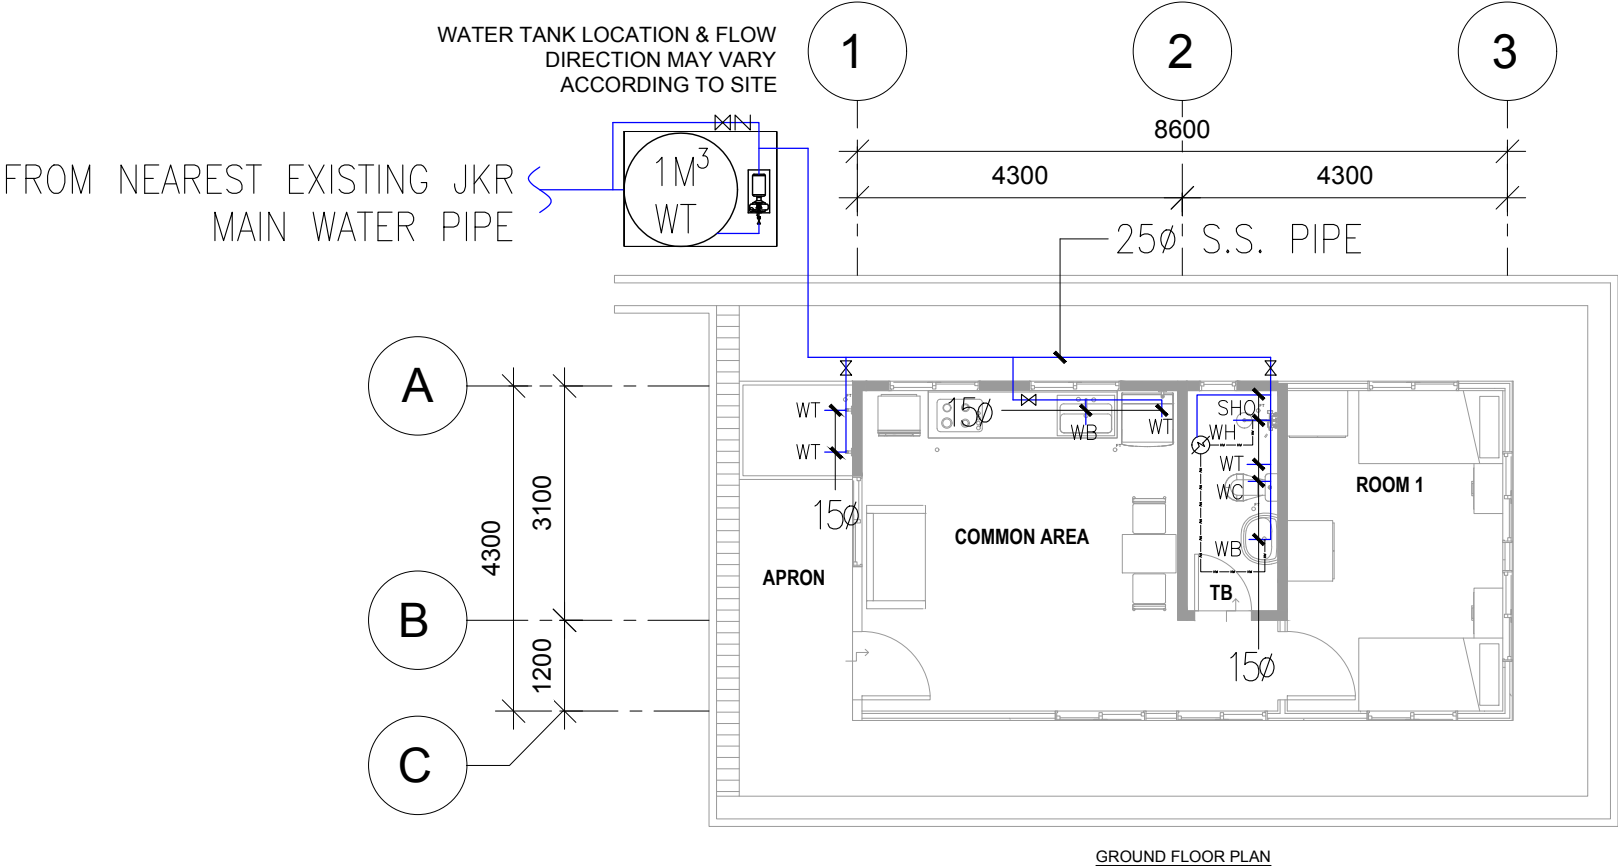 WATER TANK LOCATION & FLOW
DIRECTION MAY VARY
ACCORDING TO SITE
1
2
3
8600
4300
4300
FROM NEAREST EXISTING JKR
MAIN WATER PIPE
1M³
WT
25Ø S.S. PIPE
A
B
C
4300
3100
1200
WT
WT
15Ø
15Ø
WB
WT
SHO
WH
WT
WC
WB
TB
15Ø
APRON
COMMON AREA
ROOM 1
GROUND FLOOR PLAN